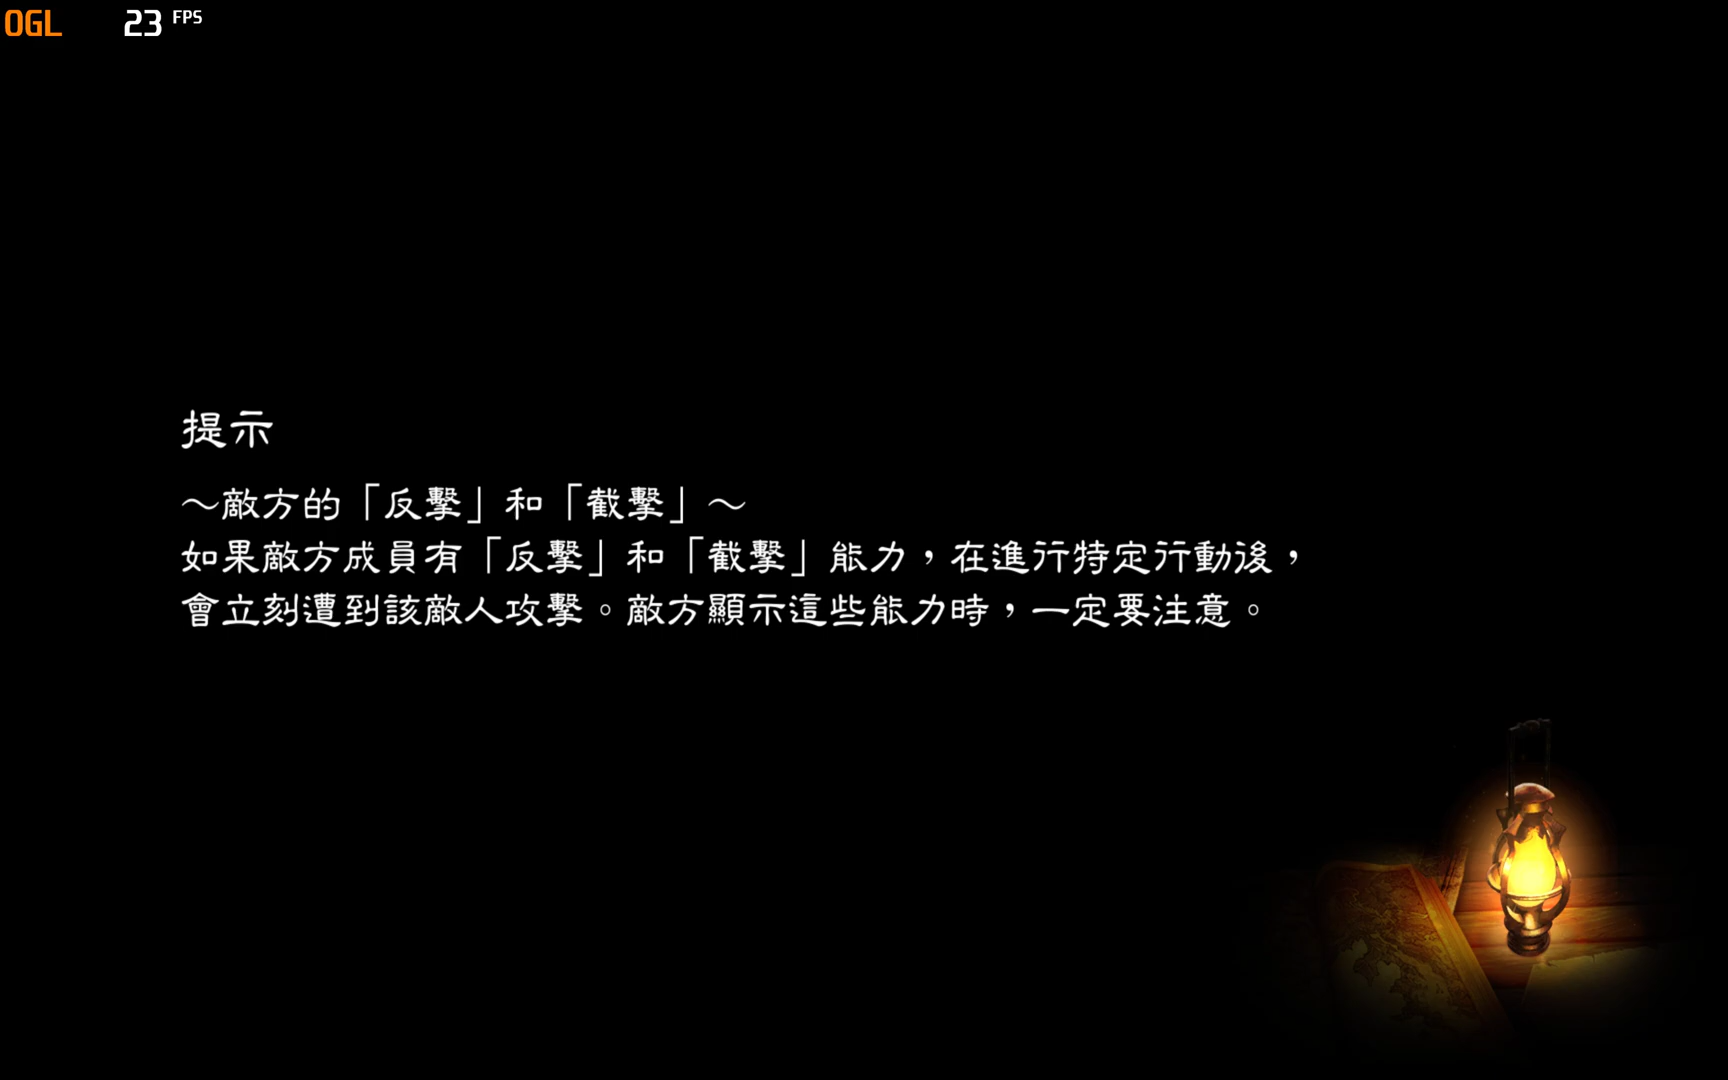 OGL 23 FPS
提示
～敵方的「反擊」和「截擊」～
如果敵方成員有「反擊」和「截擊」能力，在進行特定行動後，
會立刻遭到該敵人攻擊。敵方顯示這些能力時，一定要注意。